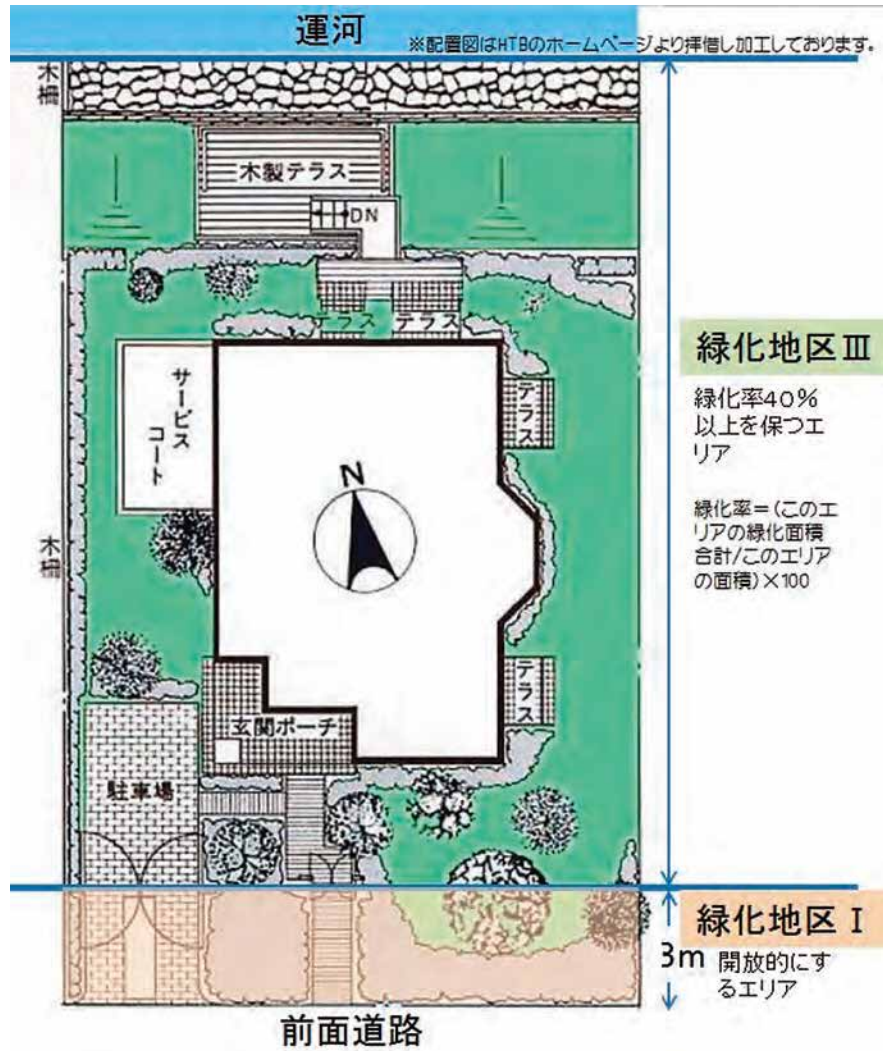 運河
※配置図はHTBのホームページより拝借し加工しております。
木柵
木製テラス
DN
テラス
テラス
サービス
コート
テラス
N
木柵
テラス
玄関ポーチ
駐車場
緑化地区Ⅲ
緑化率40%
以上を保つエ
リア
緑化率=(このエ
リアの緑化面積
合計/このエリア
の面積)×100
緑化地区Ⅰ
3m
開放的にす
るエリア
前面道路